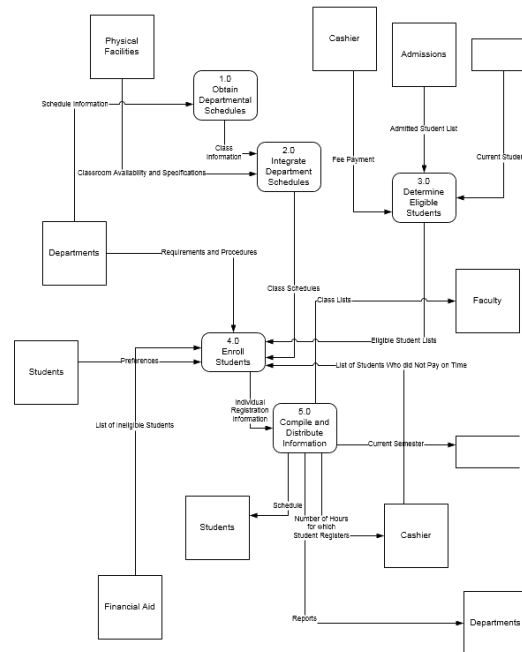 Physical
Facilities
Cashier
Admissions
1.0
Obtain
Departmental
Schedules
Schedule Information
Class
Information
2.0
Integrate
Department
Schedules
Admitted Student List
Fee Payment
Current Student
Classroom Availability and Specifications
3.0
Determine
Eligible
Students
Departments
Requirements and Procedures
Class Schedules
Class Lists
Faculty
4.0
Enroll
Students
Eligible Student Lists
Students
Preferences
List of Students Who did Not Pay on Time
Individual
Registration
Information
5.0
Compile and
Distribute
Information
List of Ineligible Students
Current Semester
Schedule
Students
Number of Hours
for which
Student Registers
Cashier
Financial Aid
Reports
Departments